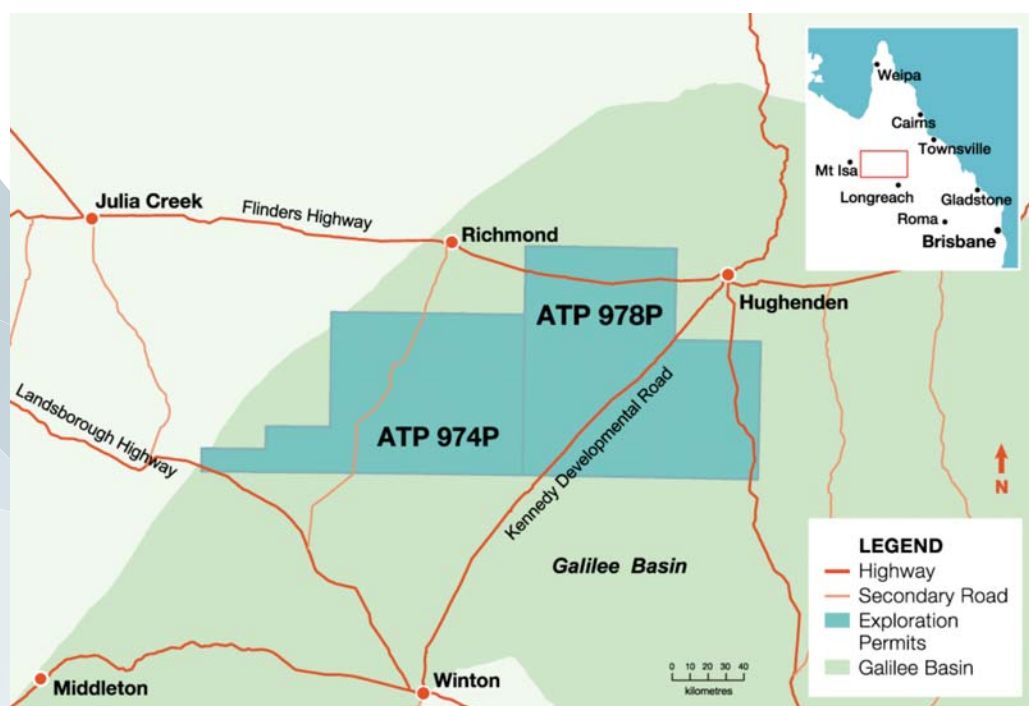 Weipa
Cairns
Townsville
Mt Isa
Longreach
Gladstone
Roma
Brisbane
Julia Creek
Flinders Highway
Richmond
Hughenden
ATP 978P
Landsborough Highway
ATP 974P
Kennedy Developmental Road
N
Galilee Basin
LEGEND
Highway
Secondary Road
Exploration
Permits
Galilee Basin
0 10 20 30 40
kilometres
Middleton
Winton